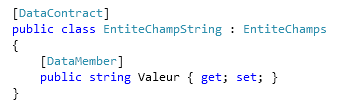 [DataContract]
public class EntiteChampString : EntiteChamps
{
[DataMember]
public string Valeur { get; set; }
}